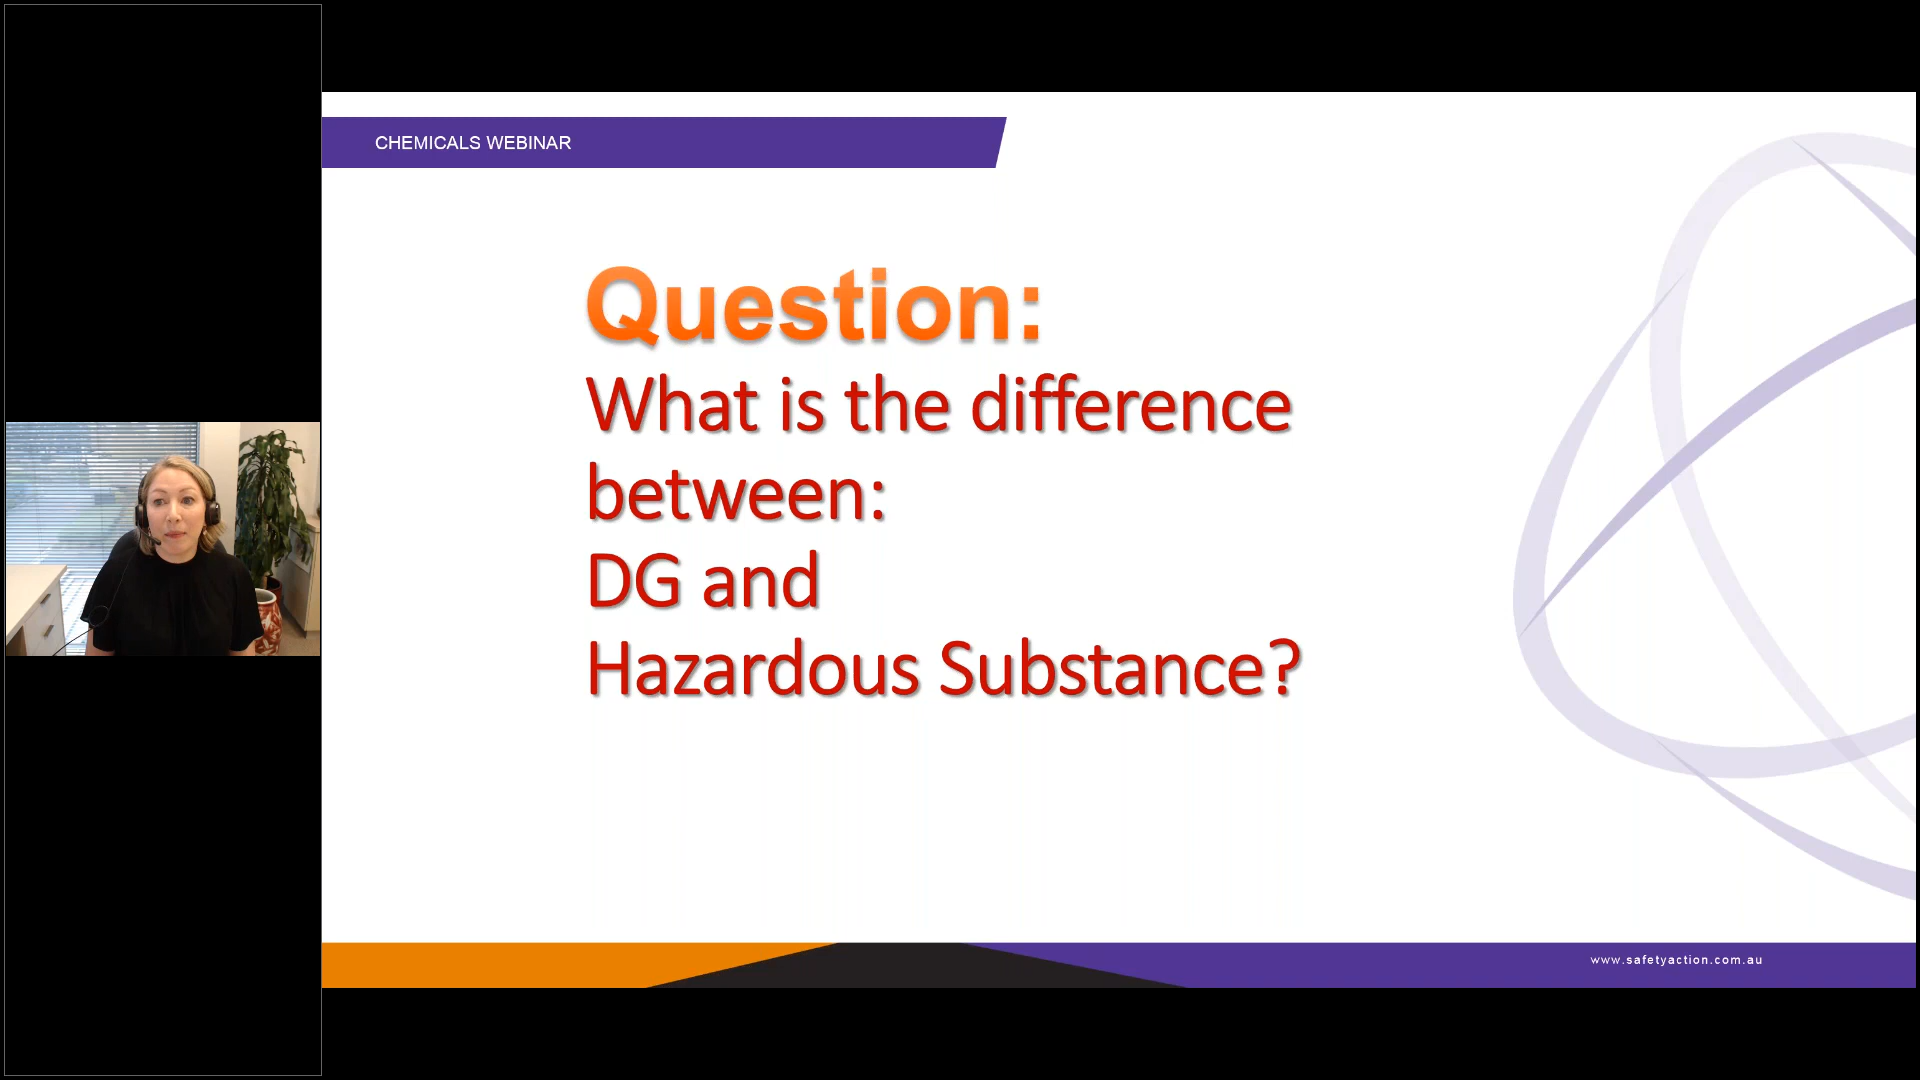 CHEMICALS WEBINAR
Question:
What is the difference
between:
DG and
Hazardous Substance?
www.safetyaction.com.au